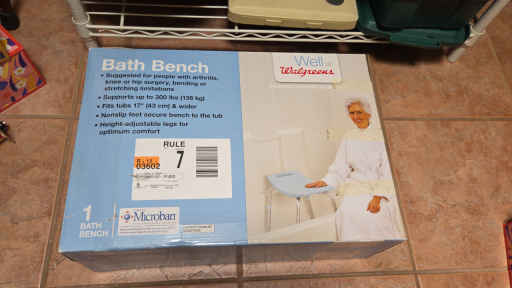 Bath Bench
• Suggested for people with arthritis,
knee or hip surgery, bending or
stretching limitations
• Supports up to 300 lbs (136 kg)
• Fits tubs 17" (43 cm) & wider
• Nonslip feet secure bench to the tub
• Height-adjustable legs for
optimum comfort
Well at
Walgreens
RULE
7
03602
1
BATH
BENCH
Microban